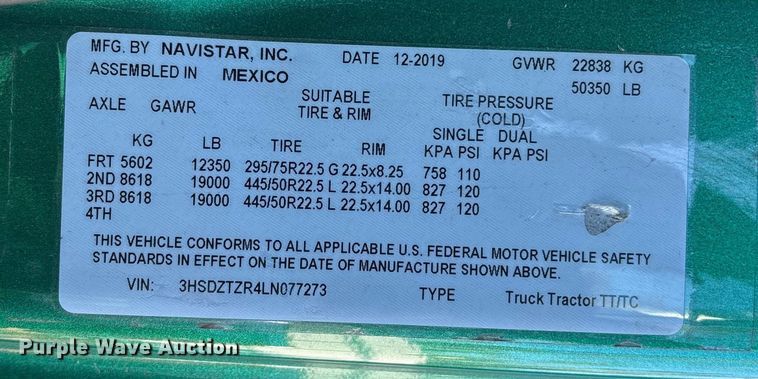 MFG. BY NAVISTAR, INC. DATE 12-2019 GVWR 22838 KG
ASSEMBLED IN MEXICO 50350 LB
AXLE GAWR SUITABLE TIRE & RIM TIRE PRESSURE (COLD)
SINGLE DUAL
KG LB TIRE RIM KPA PSI KPA PSI
FRT 5602 12350 295/75R22.5 G 22.5x8.25 758 110
2ND 8618 19000 445/50R22.5 L 22.5x14.00 827 120
3RD 8618 19000 445/50R22.5 L 22.5x14.00 827 120
4TH
THIS VEHICLE CONFORMS TO ALL APPLICABLE U.S. FEDERAL MOTOR VEHICLE SAFETY
STANDARDS IN EFFECT ON THE DATE OF MANUFACTURE SHOWN ABOVE.
VIN: 3HSDZTZR4LN077273 TYPE Truck Tractor TT/TC
Purple Wave Auction